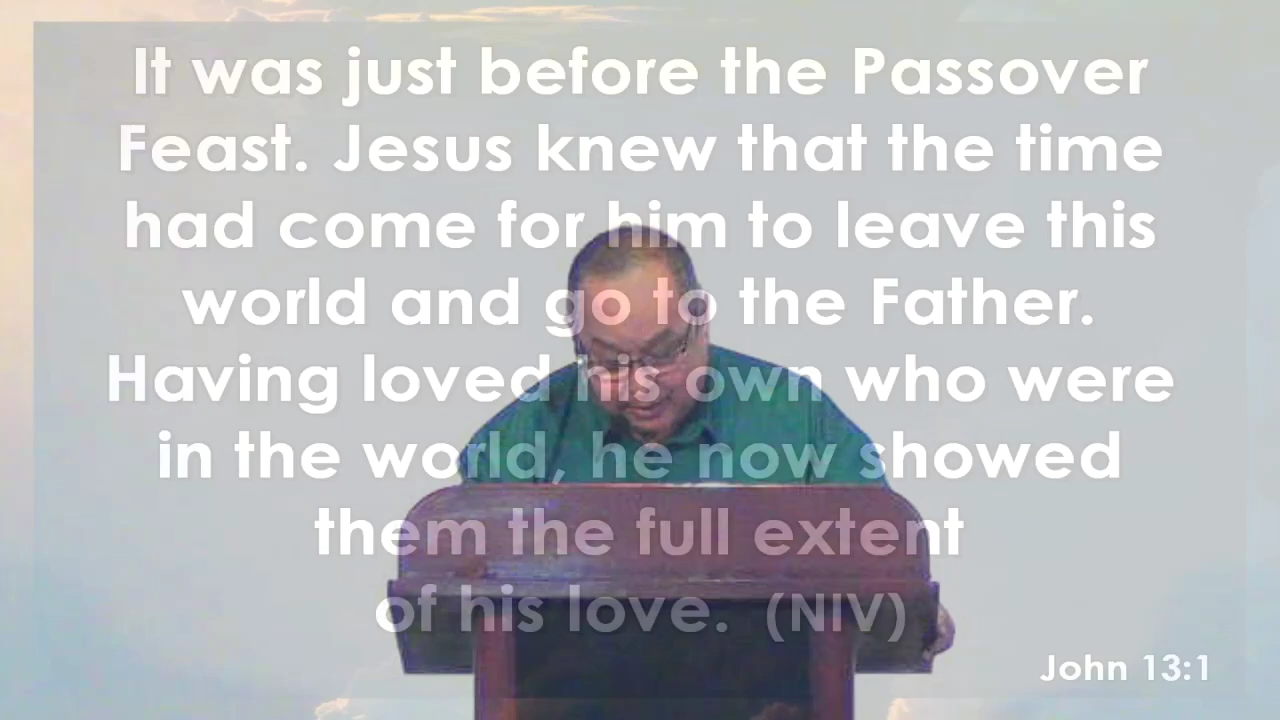 It was just before the Passover
Feast. Jesus knew that the time
had come for him to leave this
world and go to the Father.
Having loved his own who were
in the world, he now showed
them the full extent
of his love. (NIV)
John 13:1